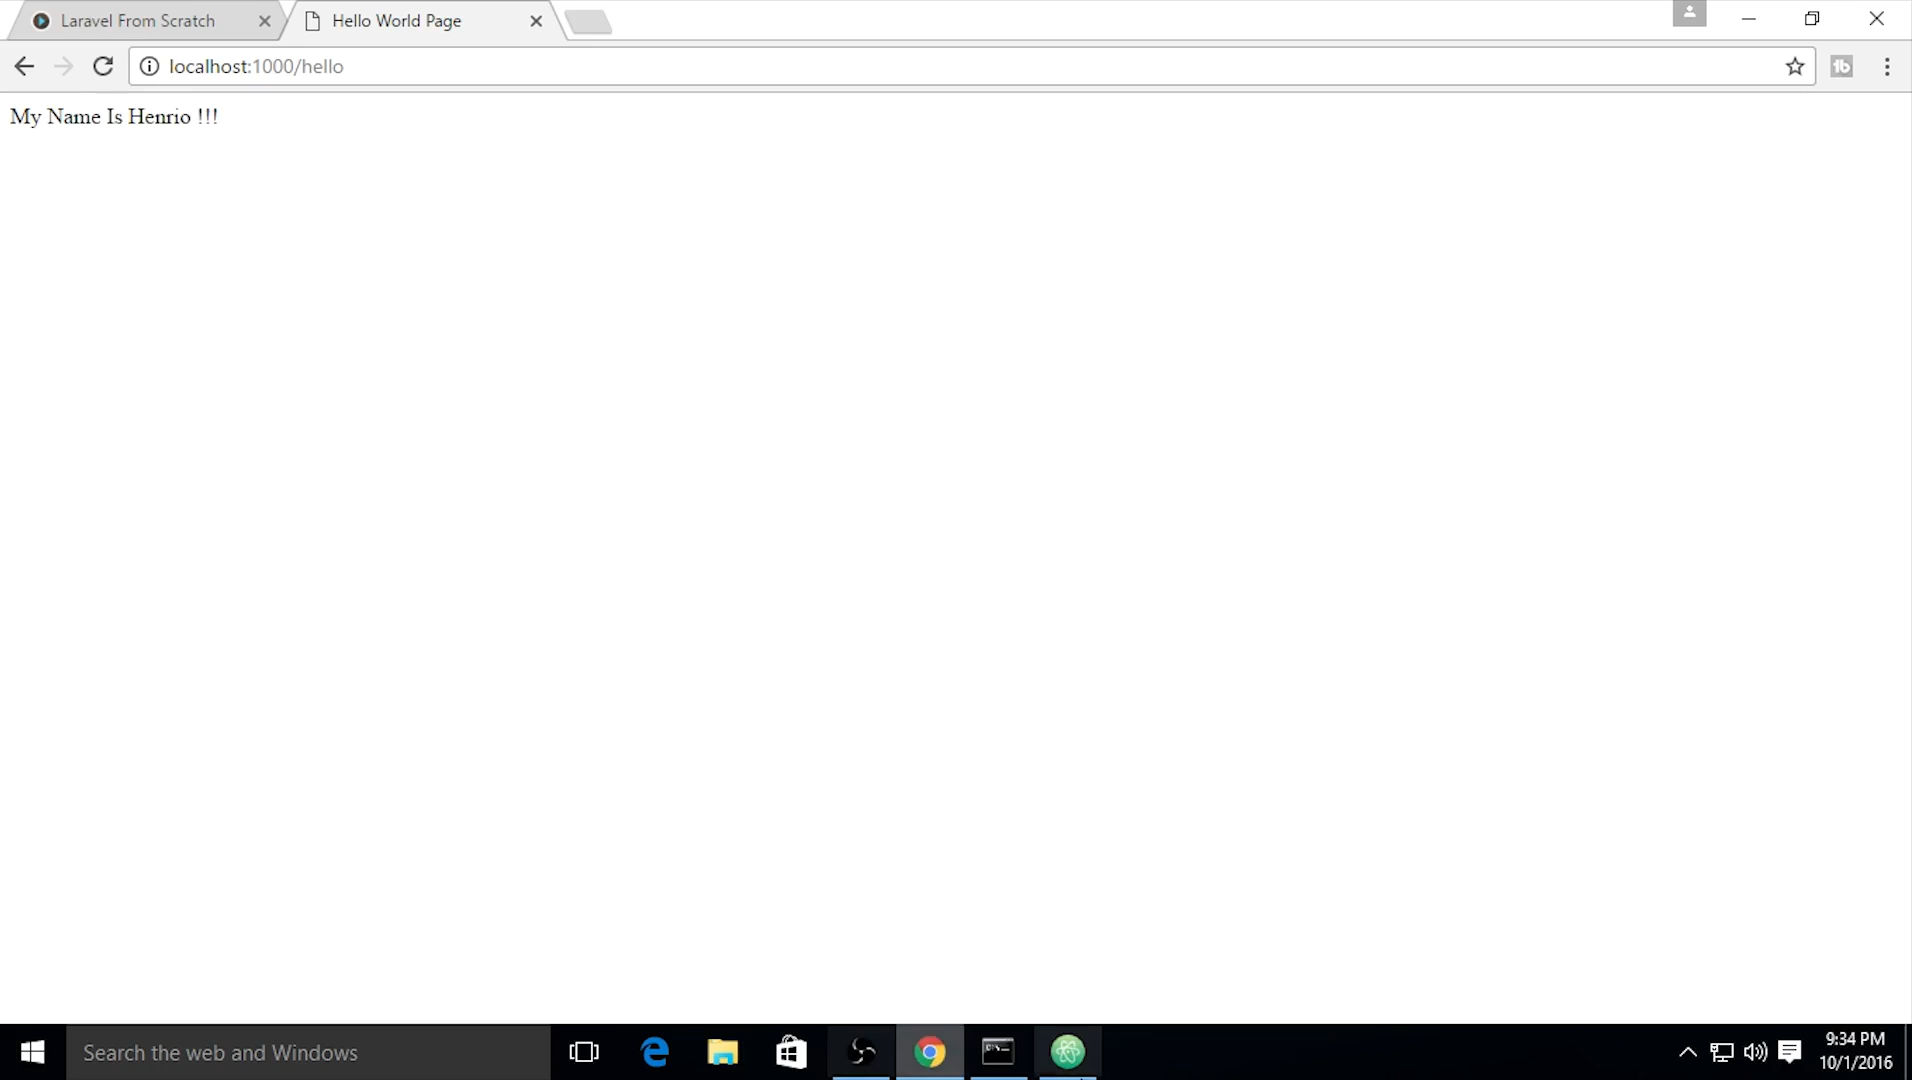 Laravel From Scratch
Hello World Page
localhost:1000/hello
My Name Is Henrio !!!
Search the web and Windows
9:34 PM
10/1/2016